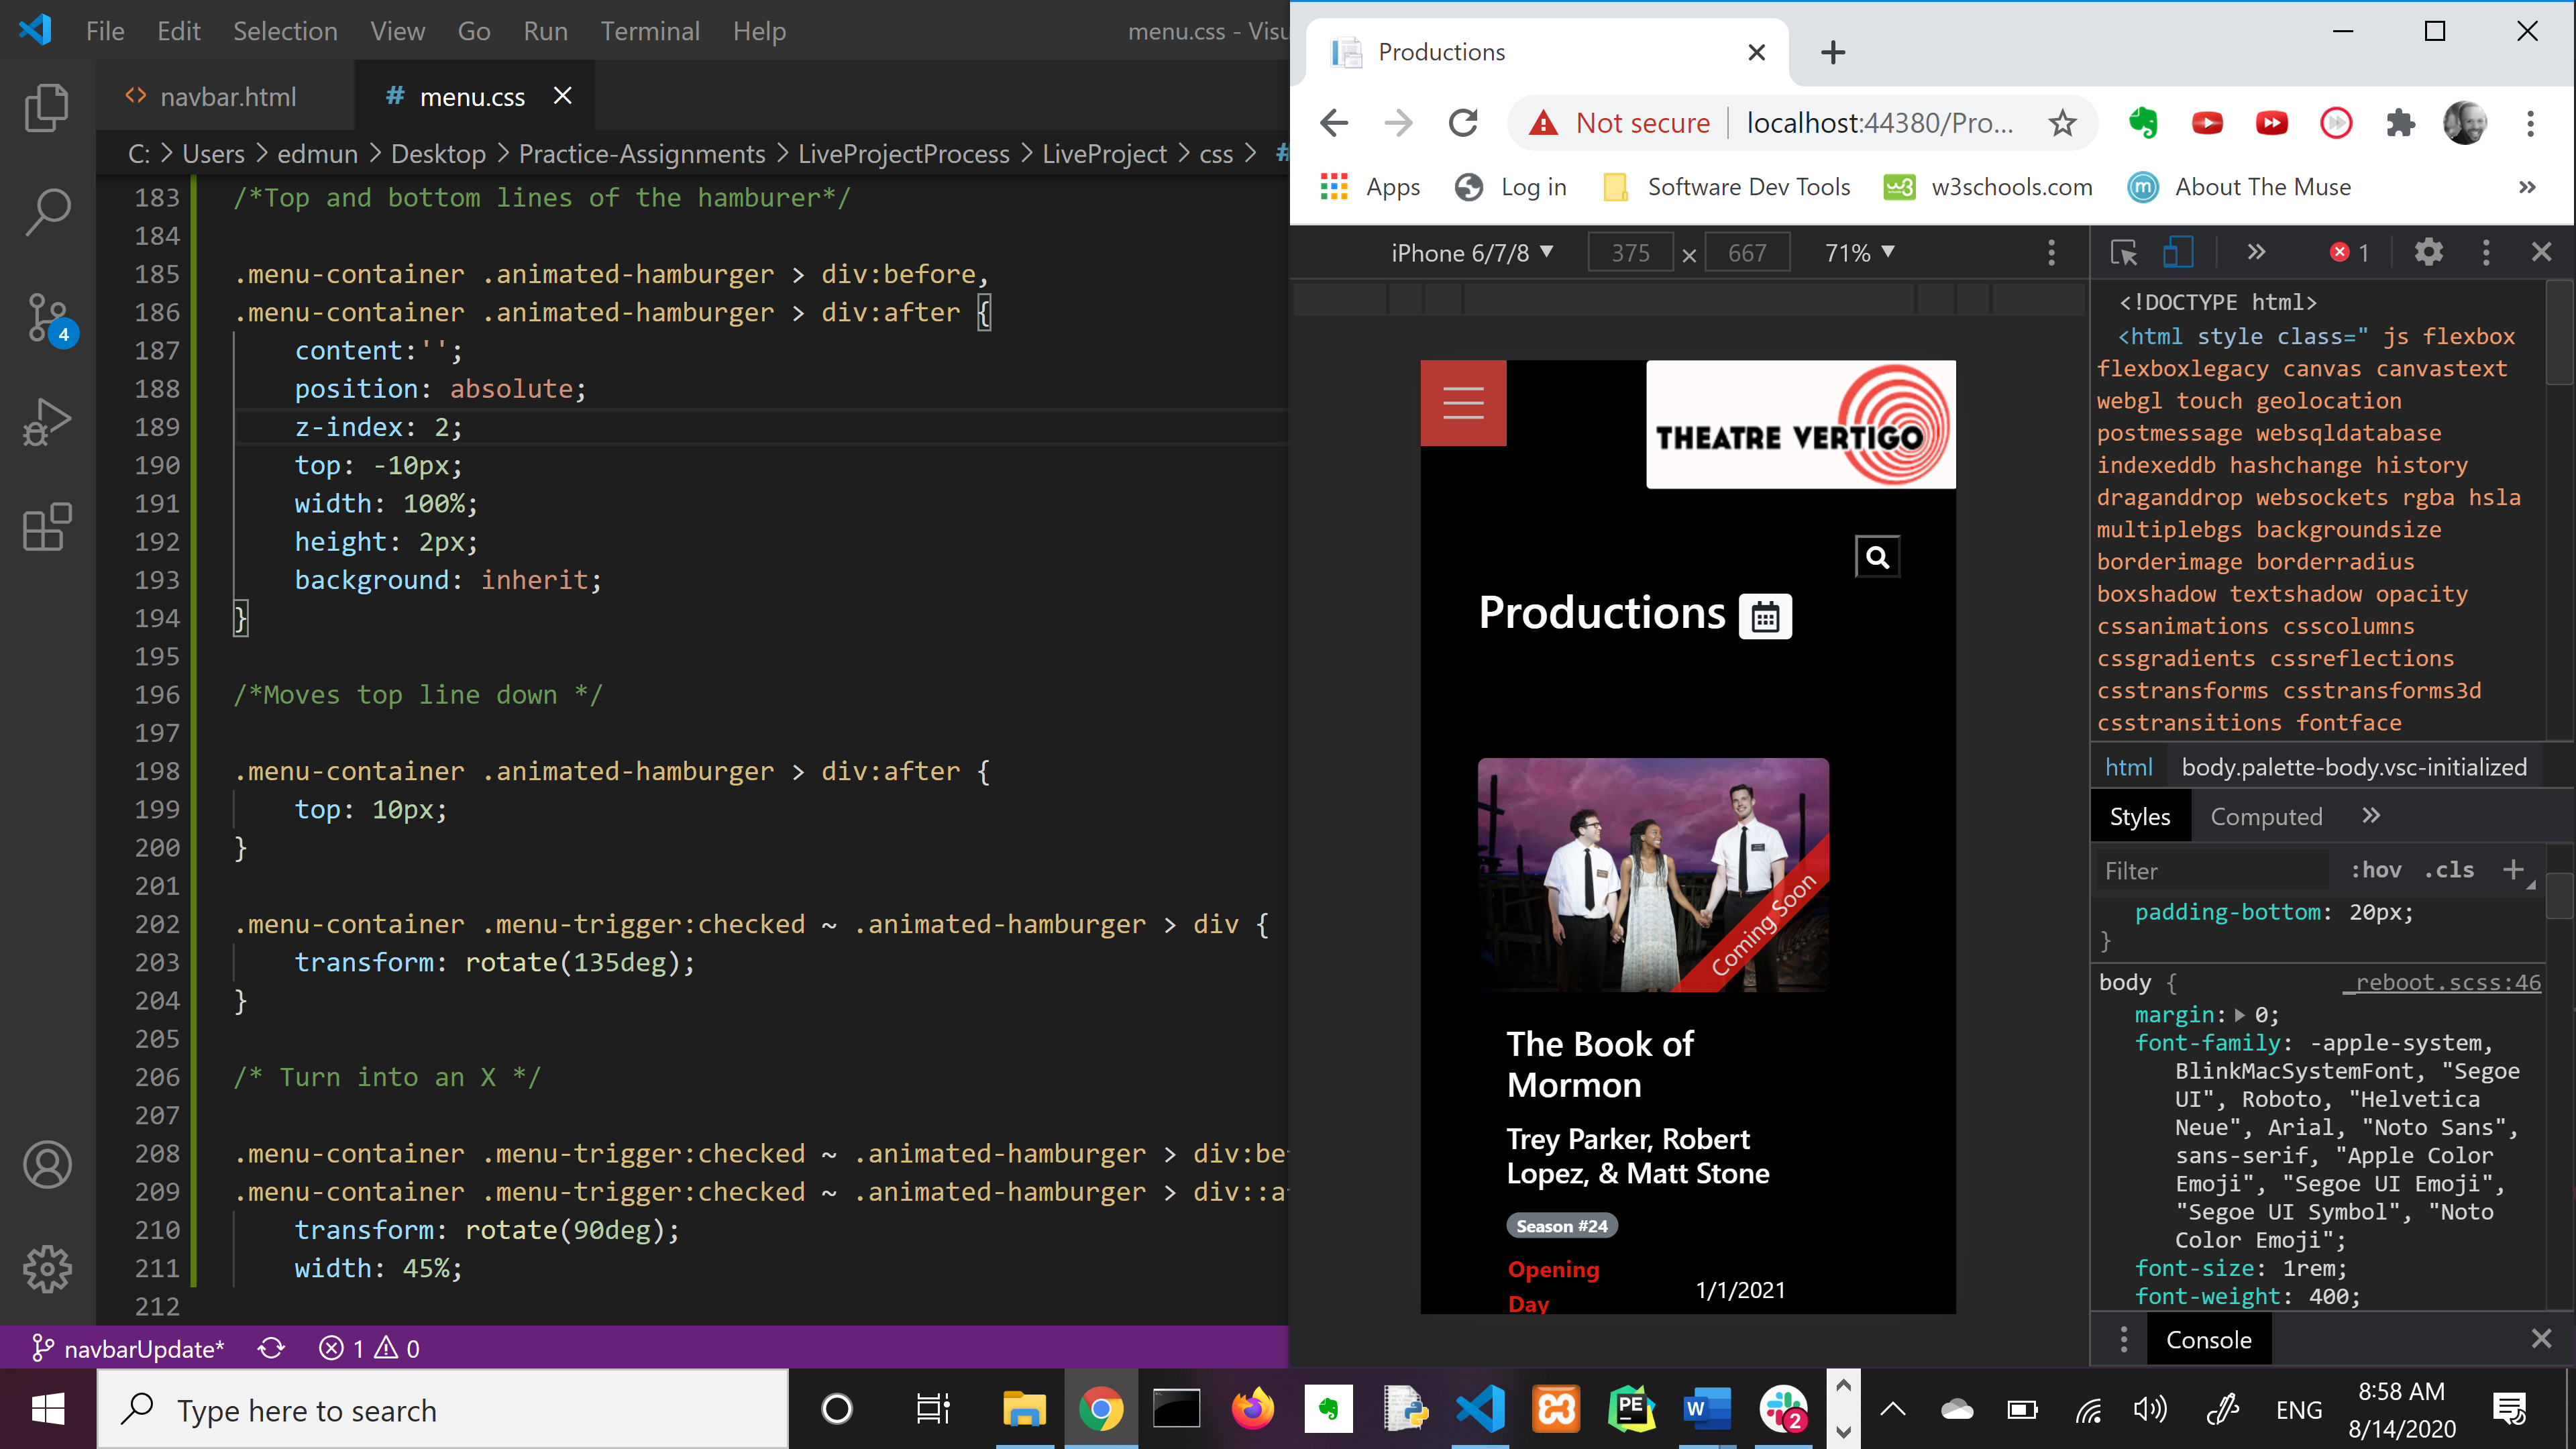 File Edit Selection View Go Run Terminal Help menu.css - Visu
navbar.html
# menu.css
C: > Users > edmun > Desktop > Practice-Assignments > LiveProjectProcess > LiveProject > css > #
183 /*Top and bottom lines of the hamburer*/
184
185 .menu-container .animated-hamburger > div:before,
186 .menu-container .animated-hamburger > div:after {
187 content:'';
188 position: absolute;
189 z-index: 2;
190 top: -10px;
191 width: 100%;
192 height: 2px;
193 background: inherit;
194 }
195
196 /*Moves top line down */
197
198 .menu-container .animated-hamburger > div:after {
199 top: 10px;
200 }
201
202 .menu-container .menu-trigger:checked ~ .animated-hamburger > div {
203 transform: rotate(135deg);
204 }
205
206 /* Turn into an X */
207
208 .menu-container .menu-trigger:checked ~ .animated-hamburger > div:be
209 .menu-container .menu-trigger:checked ~ .animated-hamburger > div::a
210 transform: rotate(90deg);
211 width: 45%;
212
4
navbarUpdate* 1 0
Productions
Not secure localhost:44380/Pro...
Apps Log in Software Dev Tools w3schools.com About The Muse »
iPhone 6/7/8 375 × 667 71%
THEATRE VERTIGO
Productions
Coming Soon
The Book of
Mormon
Trey Parker, Robert
Lopez, & Matt Stone
Season #24
Opening
Day
1/1/2021
» 1
<!DOCTYPE html>
<html style class=" js flexbox
flexboxlegacy canvas canvastext
webgl touch geolocation
postmessage websqldatabase
indexeddb hashchange history
draganddrop websockets rgba hsla
multiplebgs backgroundsize
borderimage borderradius
boxshadow textshadow opacity
cssanimations csscolumns
cssgradients cssreflections
csstransforms csstransforms3d
csstransitions fontface
html body.palette-body.vsc-initialized
Styles Computed »
Filter :hov .cls +
padding-bottom: 20px;
}
body { _reboot.scss:46
margin: 0;
font-family: -apple-system,
BlinkMacSystemFont, "Segoe
UI", Roboto, "Helvetica
Neue", Arial, "Noto Sans",
sans-serif, "Apple Color
Emoji", "Segoe UI Emoji",
"Segoe UI Symbol", "Noto
Color Emoji";
font-size: 1rem;
font-weight: 400;
Console
Type here to search
PE
W
2
ENG
8:58 AM
8/14/2020